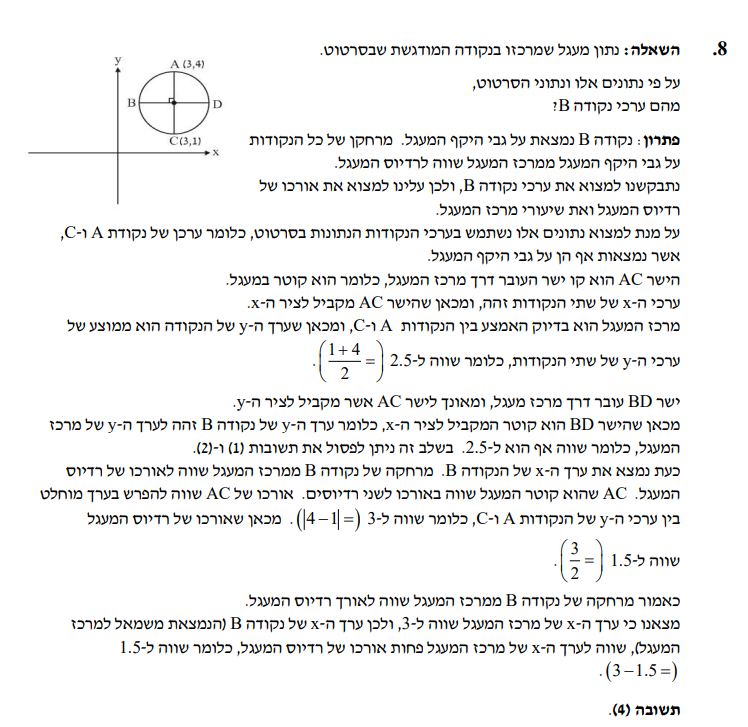 8. השאלה: נתון מעגל שמרכזו בנקודה המודגשת שבסרטוט.
על פי נתונים אלו ונתוני הסרטוט,
מהם ערכי נקודה B?
y
A (3,4)
B
D
C(3,1)
x
פתרון: נקודה B נמצאת על גבי היקף המעגל. מרחקן של כל הנקודות
על גבי היקף המעגל ממרכז המעגל שווה לרדיוס המעגל.
נתבקשנו למצוא את ערכי נקודה B, ולכן עלינו למצוא את אורכו של
רדיוס המעגל ואת שיעורי מרכז המעגל.
על מנת למצוא נתונים אלו נשתמש בערכי הנקודות הנתונות בסרטוט, כלומר ערכן של נקודת A ו-C,
אשר נמצאות אף הן על גבי היקף המעגל.
הישר AC הוא קו ישר העובר דרך מרכז המעגל, כלומר הוא קוטר במעגל.
ערכי ה-x של שתי הנקודות זהה, ומכאן שהישר AC מקביל לציר ה-x.
מרכז המעגל הוא בדיוק האמצע בין הנקודות A ו-C, ומכאן שערך ה-y של הנקודה הוא ממוצע של
ערכי ה-y של שתי הנקודות, כלומר שווה ל-2.5 (= (1+4)/2).
ישר BD עובר דרך מרכז מעגל, ומאונך לישר AC אשר מקביל לציר ה-y.
מכאן שהישר BD הוא קוטר המקביל לציר ה-x, כלומר ערך ה-y של נקודה B זהה לערך ה-y של מרכז
המעגל, כלומר שווה אף הוא ל-2.5. בשלב זה ניתן לפסול את תשובות (1) ו-(2).
כעת נמצא את ערך ה-x של הנקודה B. מרחקה של נקודה B ממרכז המעגל שווה לאורכו של רדיוס
המעגל. AC שהוא קוטר המעגל שווה באורכו לשני רדיוסים. אורכו של AC שווה להפרש בערך מוחלט
בין ערכי ה-y של הנקודות A ו-C, כלומר שווה ל-3 (=|4−1|). מכאן שאורכו של רדיוס המעגל
שווה ל-1.5 (= 3/2).
כאמור מרחקה של נקודה B ממרכז המעגל שווה לאורך רדיוס המעגל.
מצאנו כי ערך ה-x של מרכז המעגל שווה ל-3, ולכן ערך ה-x של נקודה B (הנמצאת משמאל למרכז
המעגל), שווה לערך ה-x של מרכז המעגל פחות אורכו של רדיוס המעגל, כלומר שווה ל-1.5
(=3−1.5).
תשובה (4).